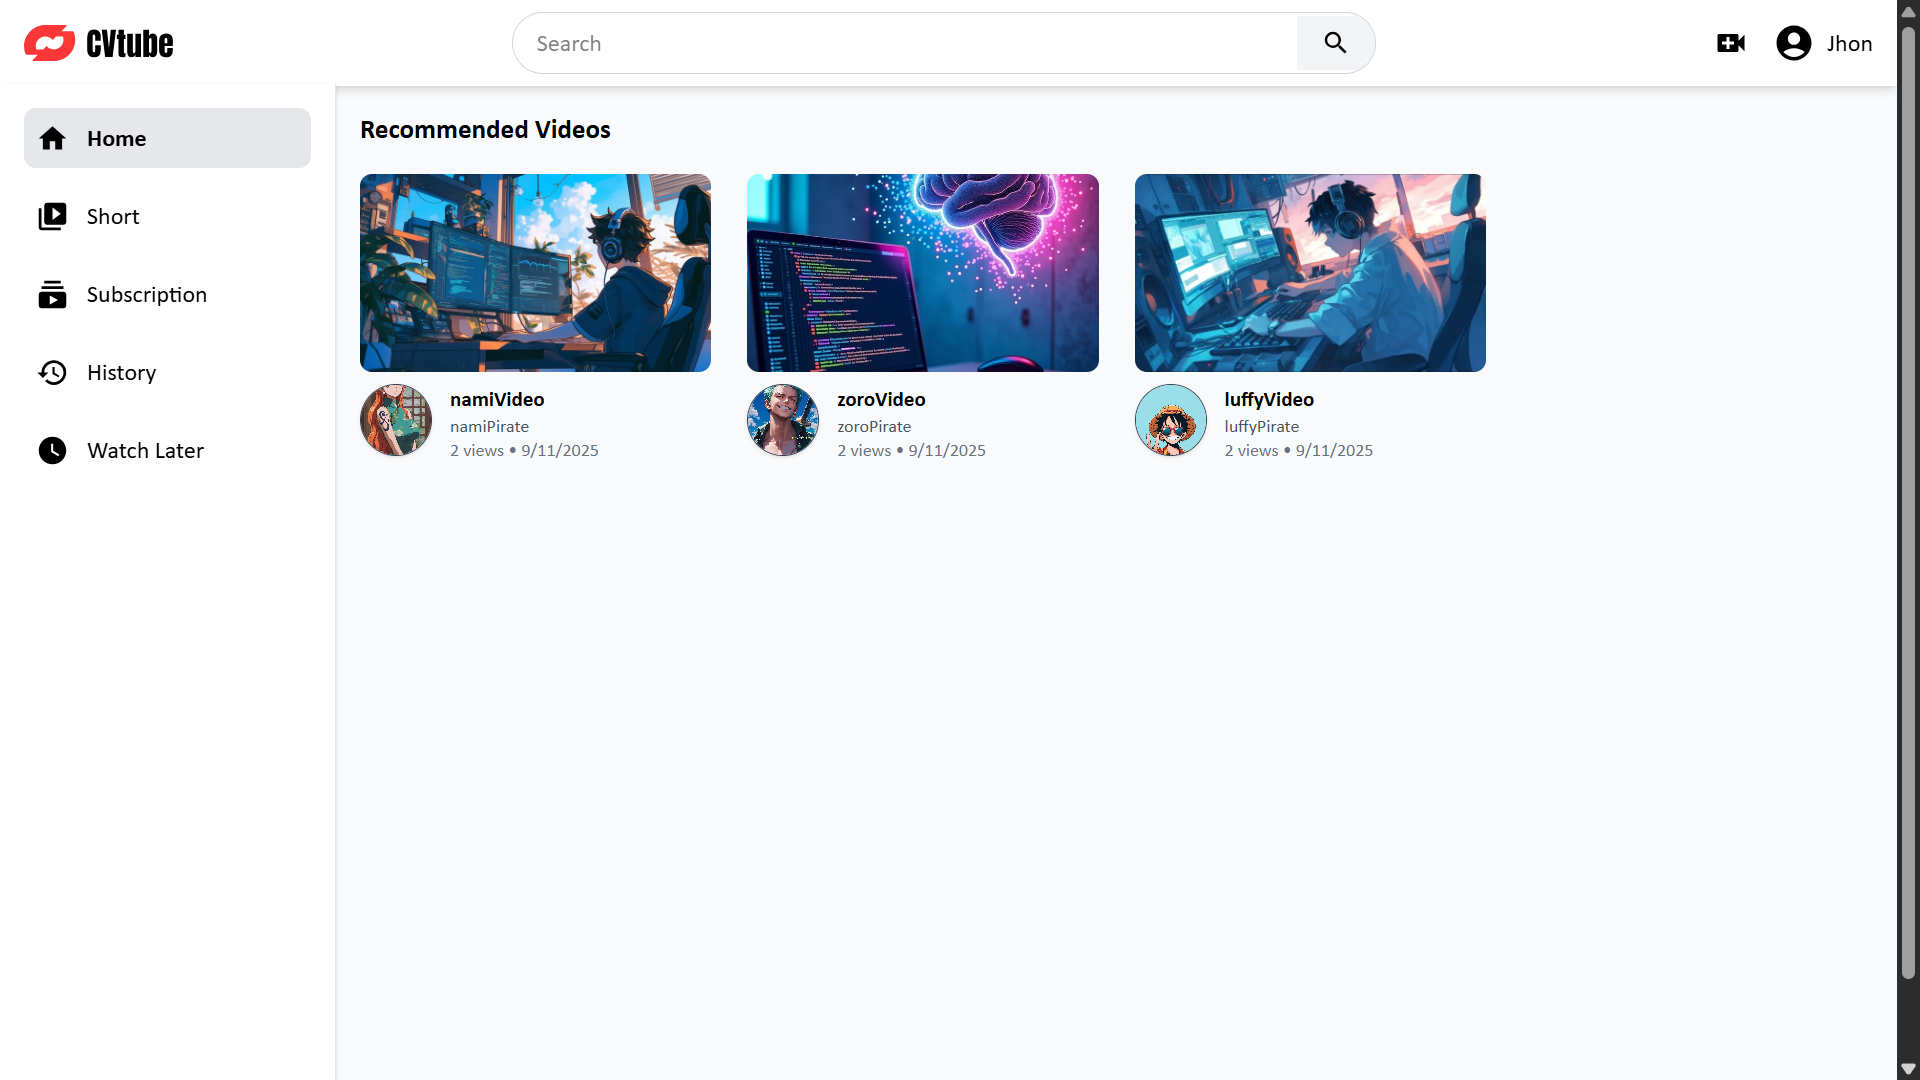 CVtube
Search
Jhon
Home
Short
Subscription
History
Watch Later
Recommended Videos
namiVideo
namiPirate
2 views • 9/11/2025
zoroVideo
zoroPirate
2 views • 9/11/2025
luffyVideo
luffyPirate
2 views • 9/11/2025